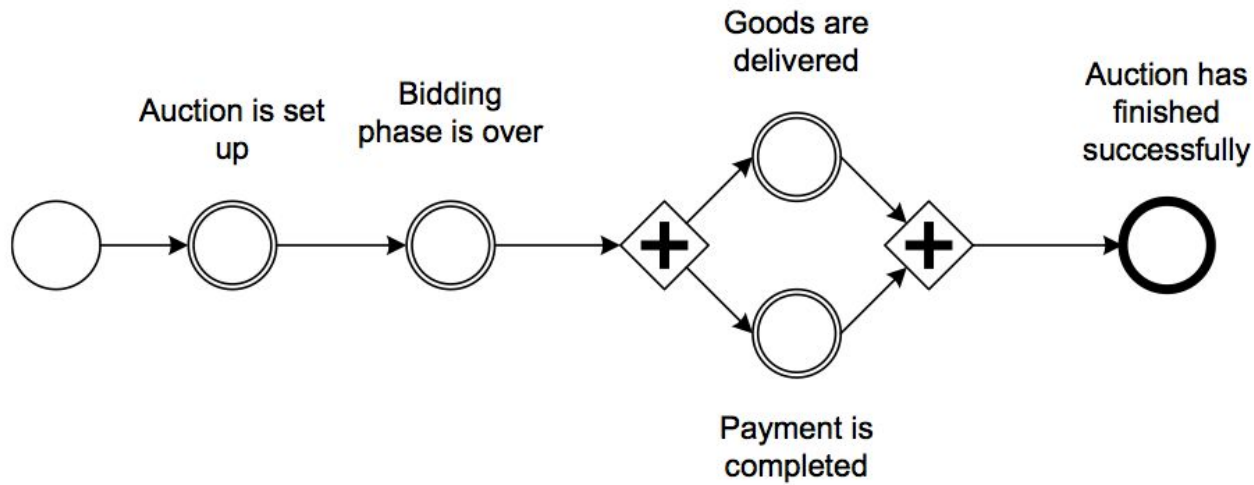 Auction is set
up
Bidding
phase is over
Goods are
delivered
Payment is
completed
Auction has
finished
successfully